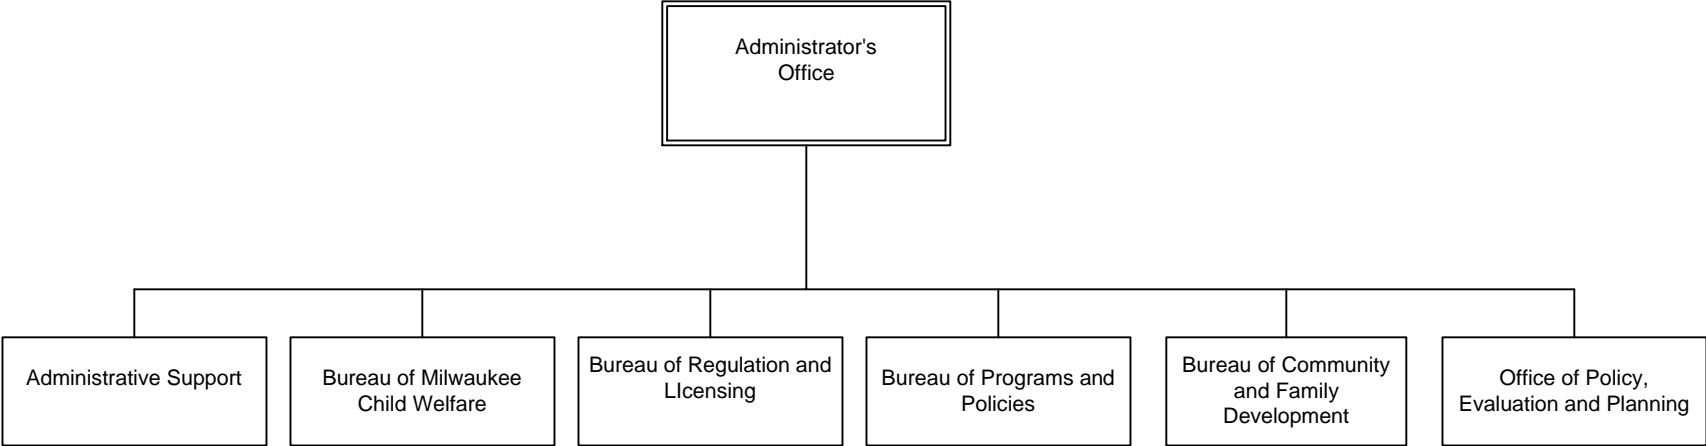 Administrator's
Office
Administrative Support
Bureau of Milwaukee
Child Welfare
Bureau of Regulation and
LIcensing
Bureau of Programs and
Policies
Bureau of Community
and Family
Development
Office of Policy,
Evaluation and Planning